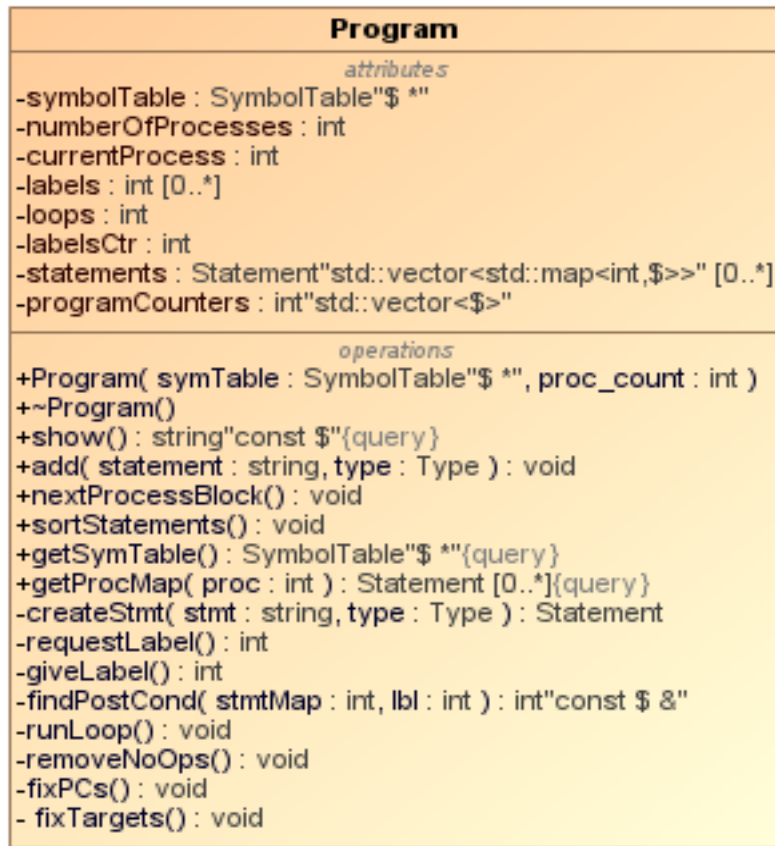 Program
attributes
-symbolTable : SymbolTable"$ *"
-numberOfProcesses : int
-currentProcess : int
-labels : int [0..*]
-loops : int
-labelsCtr : int
-statements : Statement"std::vector<std::map<int,$>>" [0..*]
-programCounters : int"std::vector<$>"
operations
+Program( symTable : SymbolTable"$ *", proc_count : int )
+~Program()
+show() : string"const $"{query}
+add( statement : string, type : Type ) : void
+nextProcessBlock() : void
+sortStatements() : void
+getSymTable() : SymbolTable"$ *"{query}
+getProcMap( proc : int ) : Statement [0..*]{query}
-createStmt( stmt : string, type : Type ) : Statement
-requestLabel() : int
-giveLabel() : int
-findPostCond( stmtMap : int, lbl : int ) : int"const $ &"
-runLoop() : void
-removeNoOps() : void
-fixPCs() : void
- fixTargets() : void